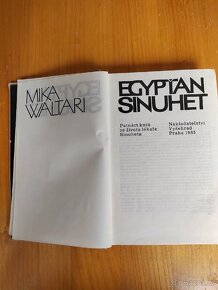 MIKA
WALTARI
EGYPŤAN
SINUHET
Patnáct knih
ze života lékaře
Sinuheta
Nakladatelství
Vyšehrad
Praha 1985